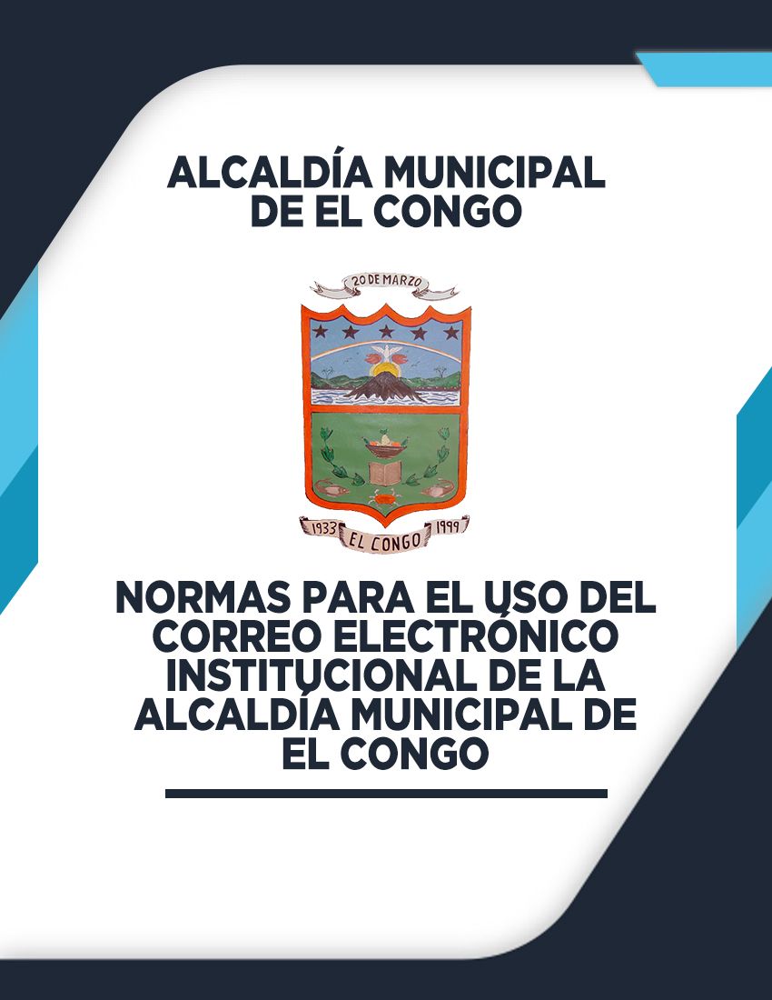 ALCALDÍA MUNICIPAL
DE EL CONGO
20 DE MARZO
1933
EL CONGO
1999
NORMAS PARA EL USO DEL
CORREO ELECTRÓNICO
INSTITUCIONAL DE LA
ALCALDÍA MUNICIPAL DE
EL CONGO